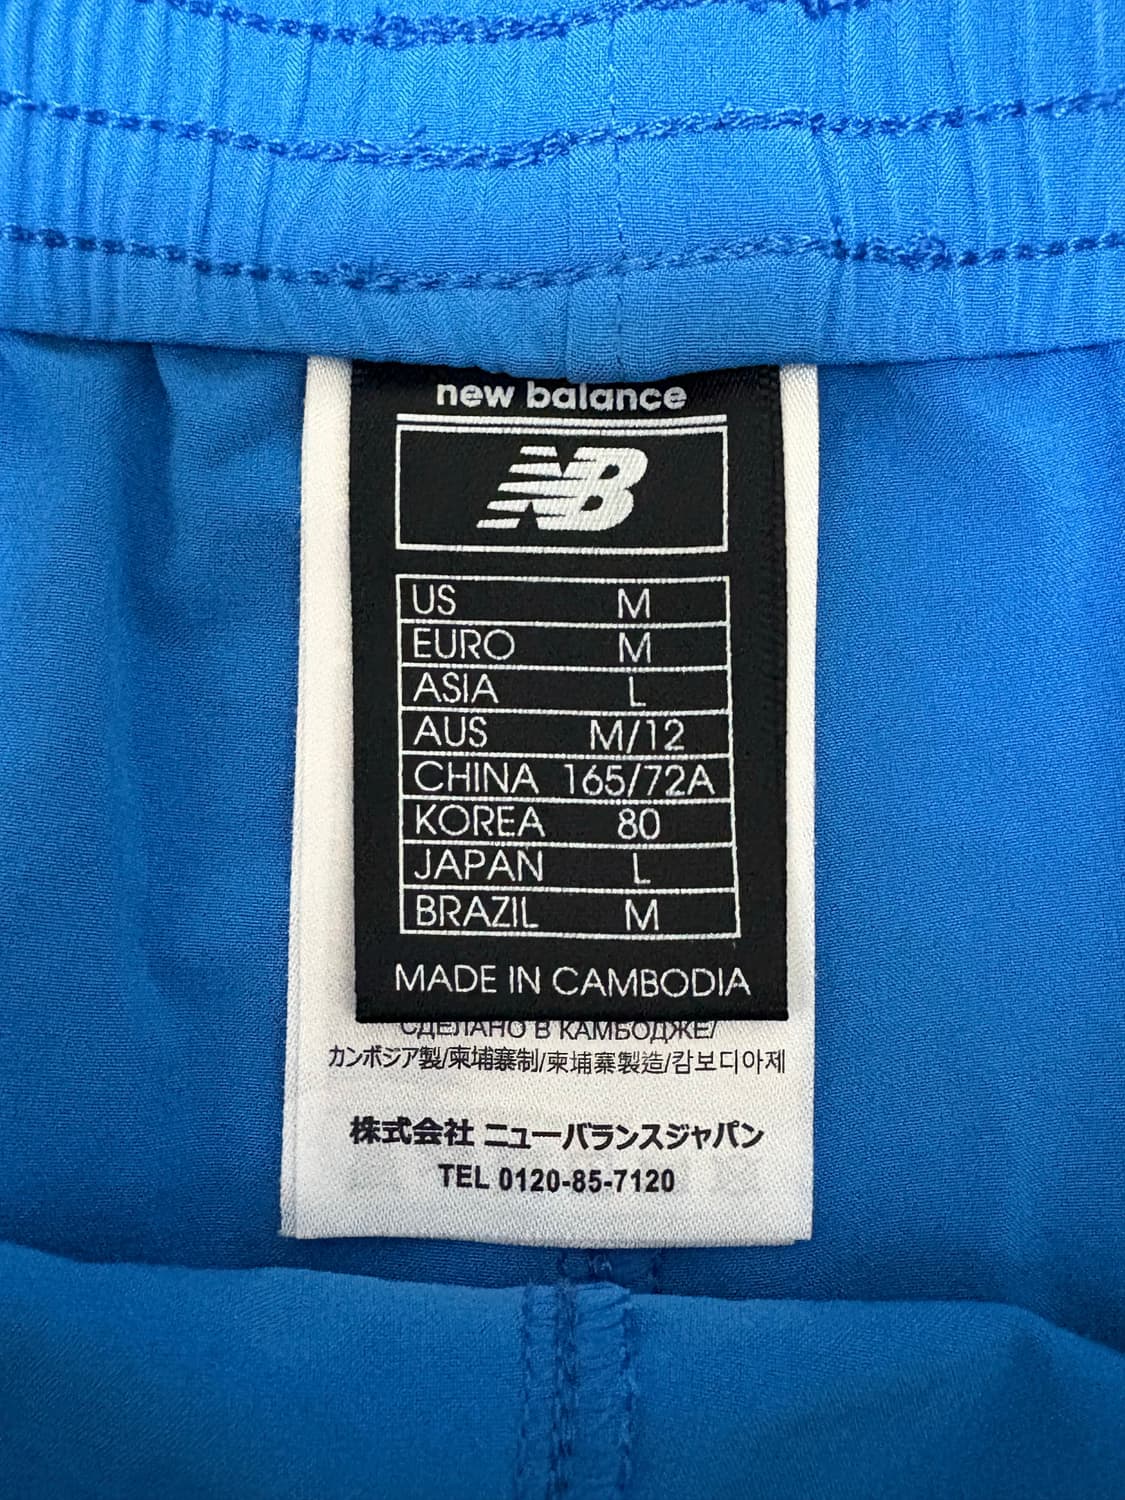 new balance
NB
US M
EURO M
ASIA L
AUS M/12
CHINA 165/72A
KOREA 80
JAPAN L
BRAZIL M
MADE IN CAMBODIA
СДЕЛАНО В КАМБОДЖЕ/
カンボジア製/柬埔寨制/柬埔寨製造/캄보디아제
株式会社 ニューバランスジャパン
TEL 0120-85-7120